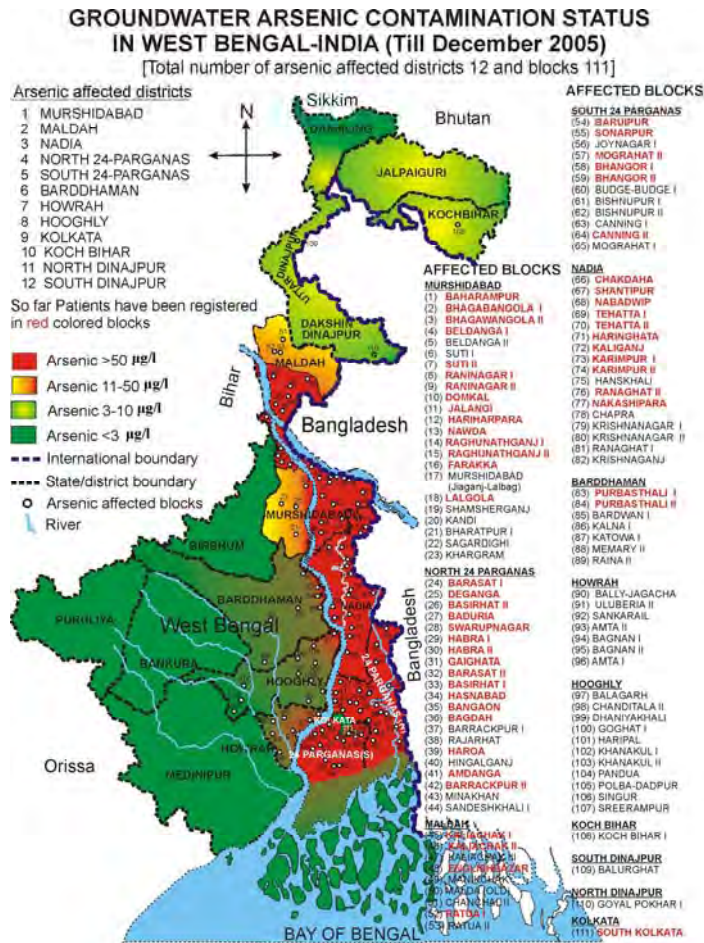 GROUNDWATER ARSENIC CONTAMINATION STATUS
IN WEST BENGAL-INDIA (Till December 2005)
[Total number of arsenic affected districts 12 and blocks 111]
Arsenic affected districts
1 MURSHIDABAD
2 MALDAH
3 NADIA
4 NORTH 24-PARGANAS
5 SOUTH 24-PARGANAS
6 BARDDHAMAN
7 HOWRAH
8 HOOGHLY
9 KOLKATA
10 KOCH BIHAR
11 NORTH DINAJPUR
12 SOUTH DINAJPUR
So far Patients have been registered
in red colored blocks
Arsenic >50 µg/l
Arsenic 11-50 µg/l
Arsenic 3-10 µg/l
Arsenic <3 µg/l
International boundary
State/district boundary
Arsenic affected blocks
River
N
Sikkim
Bhutan
JALPAIGURI
KOCHBIHAR
UTTAR DINAJPUR
DAKSHIN
DINAJPUR
MALDAH
Bihar
Bangladesh
MURSHIDABAD
BIRBHUM
BARDDHAMAN
NADIA
PURULIYA
West Bengal
BANKURA
HOOGHLY
Bangladesh
KOLKATA
24 PARGANAS(S)
MEDINIPUR
Orissa
BAY OF BENGAL
AFFECTED BLOCKS
MURSHIDABAD
(1) BAHARAMPUR
(2) BHAGABANGOLA I
(3) BHAGAWANGOLA II
(4) BELDANGA I
(5) BELDANGA II
(6) SUTI I
(7) SUTI II
(8) RANINAGAR I
(9) RANINAGAR II
(10) DOMKAL
(11) JALANGI
(12) HARIHARPARA
(13) NAWDA
(14) RAGHUNATHGANJ I
(15) RAGHUNATHGANJ II
(16) FARAKKA
(17) MURSHIDABAD
(Jiaganj-Lalbag)
(18) LALGOLA
(19) SHAMSHERGANJ
(20) KANDI
(21) BHARATPUR I
(22) SAGARDIGHI
(23) KHARGRAM
NORTH 24 PARGANAS
(24) BARASAT I
(25) DEGANGA
(26) BASIRHAT II
(27) BADURIA
(28) SWARUPNAGAR
(29) HABRA I
(30) HABRA II
(31) GAIGHATA
(32) BARASAT II
(33) BASIRHAT I
(34) HASNABAD
(35) BANGAON
(36) BAGDAH
(37) BARRACKPUR I
(38) RAJARHAT
(39) HAROA
(40) HINGALGANJ
(41) AMDANGA
(42) BARRACKPUR II
(43) MINAKHAN
(44) SANDESHKHALI I
MALDAH
KALIACHAK I
KALIACHAK II
ENGLISHBAZAR
MANIKCHAK
MALDA (OLD)
CHANCHAL II
(52) RATUA I
(53) RATUA II
AFFECTED BLOCKS
SOUTH 24 PARGANAS
(54) BARUIPUR
(55) SONARPUR
(56) JOYNAGAR I
(57) MOGRAHAT II
(58) BHANGOR I
(59) BHANGOR II
(60) BUDGE-BUDGE I
(61) BISHNUPUR I
(62) BISHNUPUR II
(63) CANNING I
(64) CANNING II
(65) MOGRAHAT I
NADIA
(66) CHAKDAHA
(67) SHANTIPUR
(68) NABADWIP
(69) TEHATTA I
(70) TEHATTA II
(71) HARINGHATA
(72) KALIGANJ
(73) KARIMPUR I
(74) KARIMPUR II
(75) HANSKHALI
(76) RANAGHAT II
(77) NAKASHIPARA
(78) CHAPRA
(79) KRISHNANAGAR I
(80) KRISHNANAGAR II
(81) RANAGHAT I
(82) KRISHNGANJ
BARDDHAMAN
(83) PURBASTHALI I
(84) PURBASTHALI II
(85) BARDWAN I
(86) KALNA I
(87) KATOWA I
(88) MEMARY II
(89) RAINA II
HOWRAH
(90) BALLY-JAGACHA
(91) ULUBERIA II
(92) SANKARAIL
(93) AMTA II
(94) BAGNAN I
(95) BAGNAN II
(96) AMTA I
HOOGHLY
(97) BALAGARH
(98) CHANDITALA II
(99) DHANIYAKHALI
(100) GOGHAT I
(101) HARIPAL
(102) KHANAKUL I
(103) KHANAKUL II
(104) PANDUA
(105) POLBA-DADPUR
(106) SINGUR
(107) SREERAMPUR
KOCH BIHAR
(108) KOCH BIHAR I
SOUTH DINAJPUR
(109) BALURGHAT
NORTH DINAJPUR
(110) GOYAL POKHAR I
KOLKATA
(111) SOUTH KOLKATA